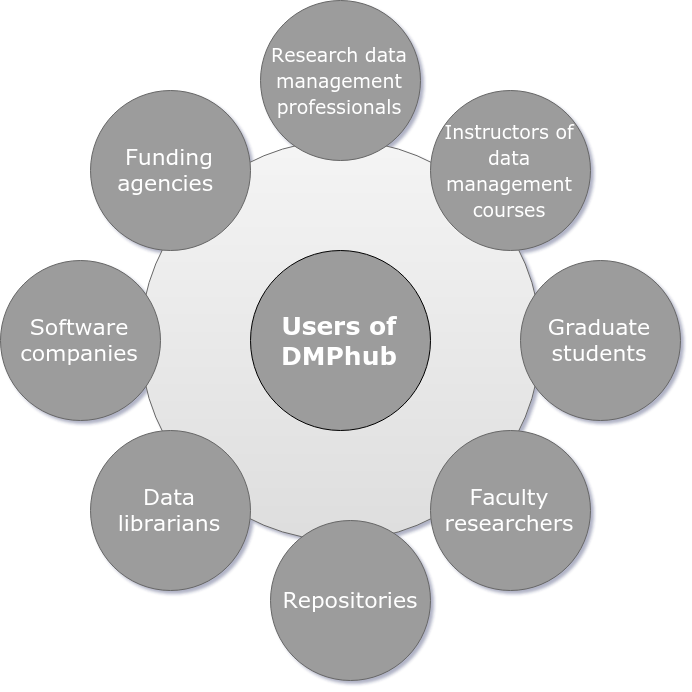 Research data
management
professionals
Instructors of
data
management
courses
Funding
agencies
Software
companies
Users of
DMPhub
Graduate
students
Data
librarians
Faculty
researchers
Repositories